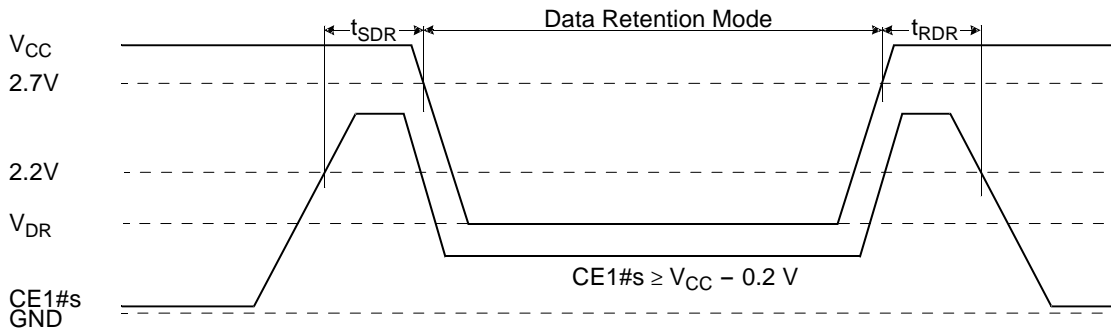 Data Retention Mode
tSDR
tRDR
VCC
2.7V
2.2V
VDR
CE1#s ≥ VCC − 0.2 V
CE1#s
GND